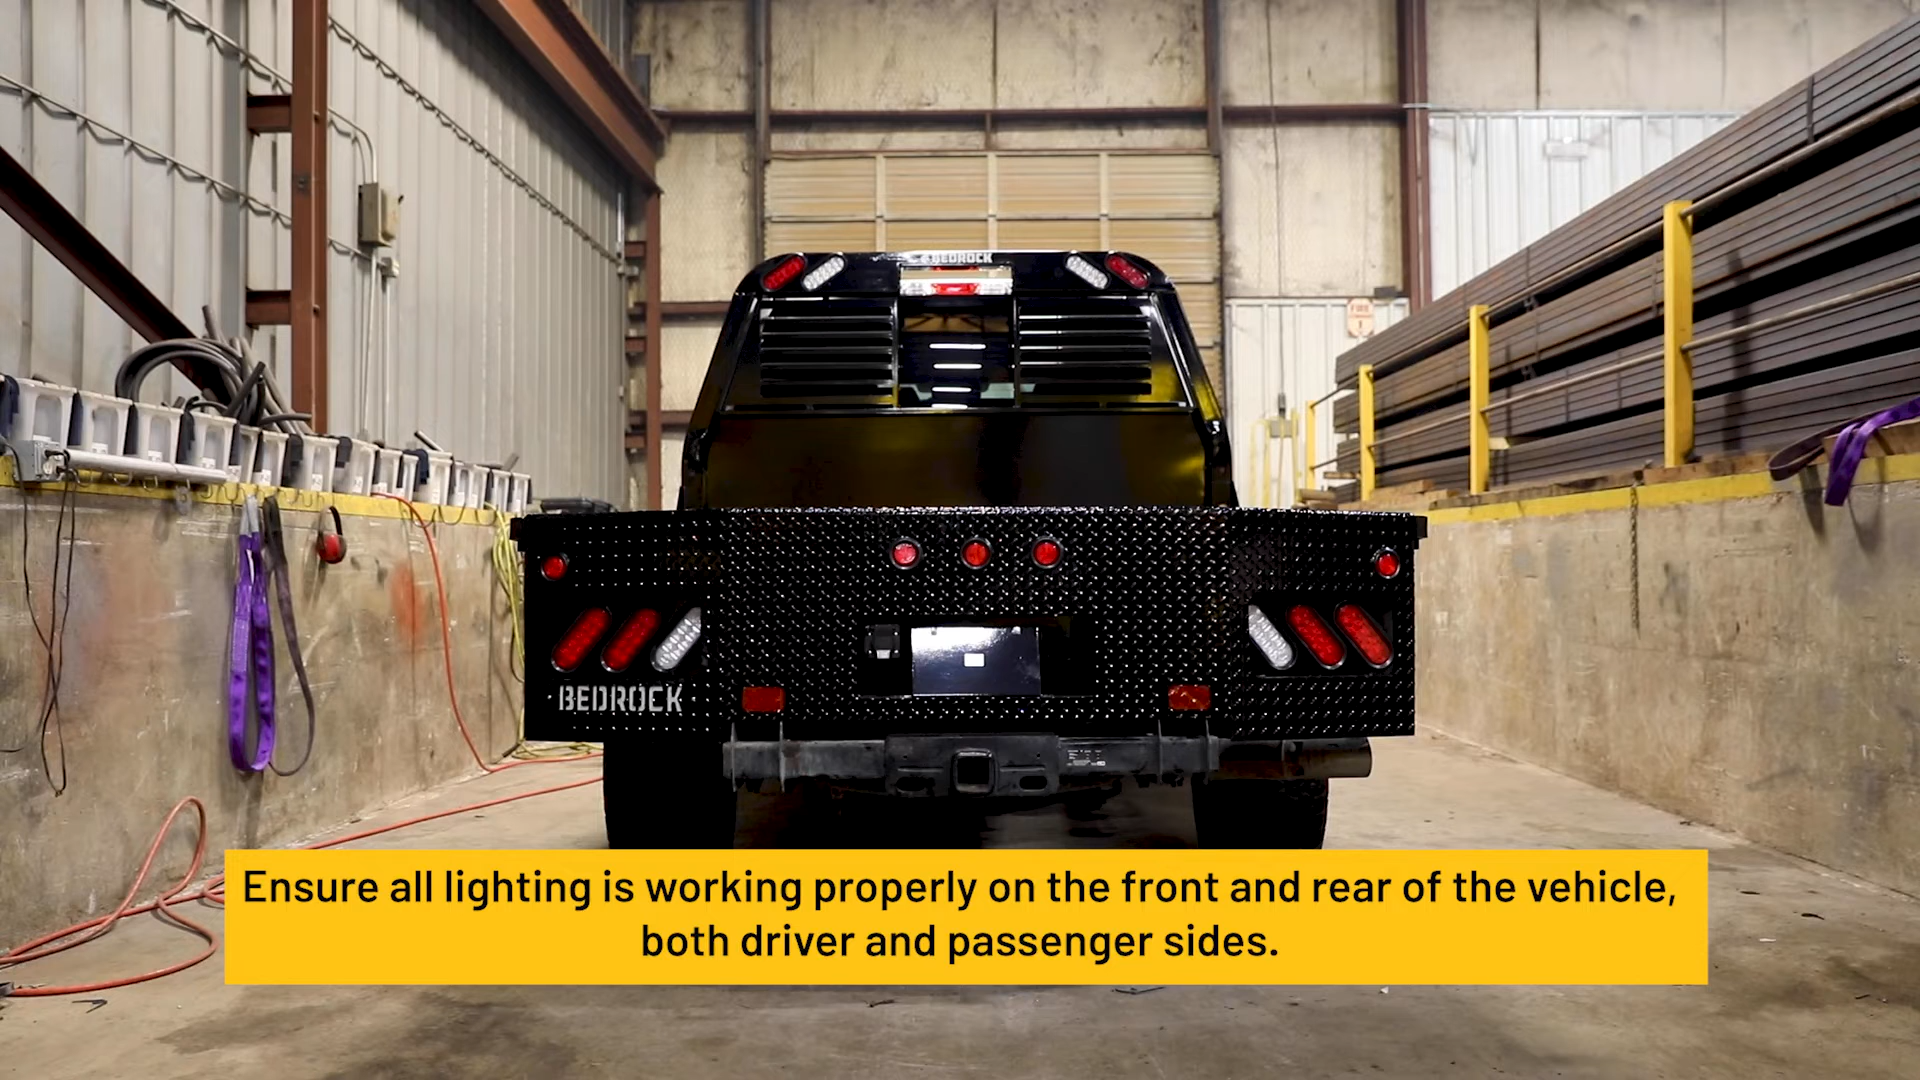 BEDROCK
FIRE
BEDROCK
Ensure all lighting is working properly on the front and rear of the vehicle,
both driver and passenger sides.